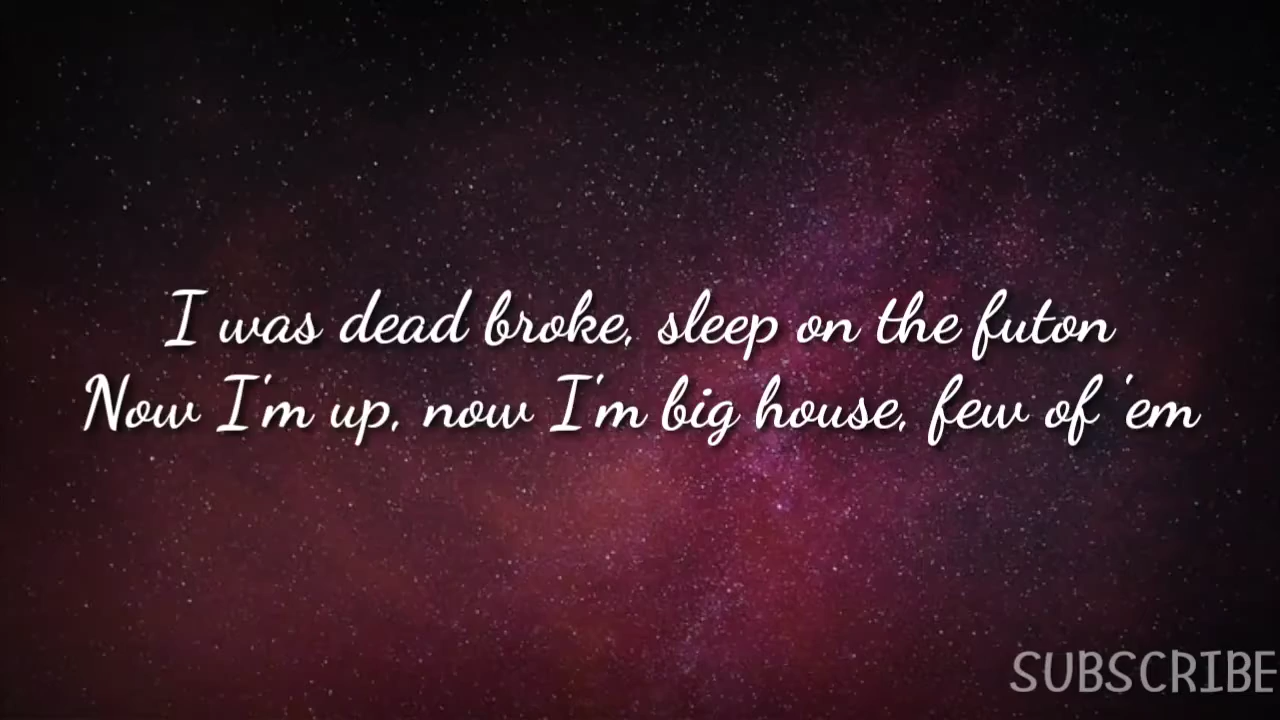 I was dead broke, sleep on the futon
Now I'm up, now I'm big house, few of 'em
SUBSCRIBE